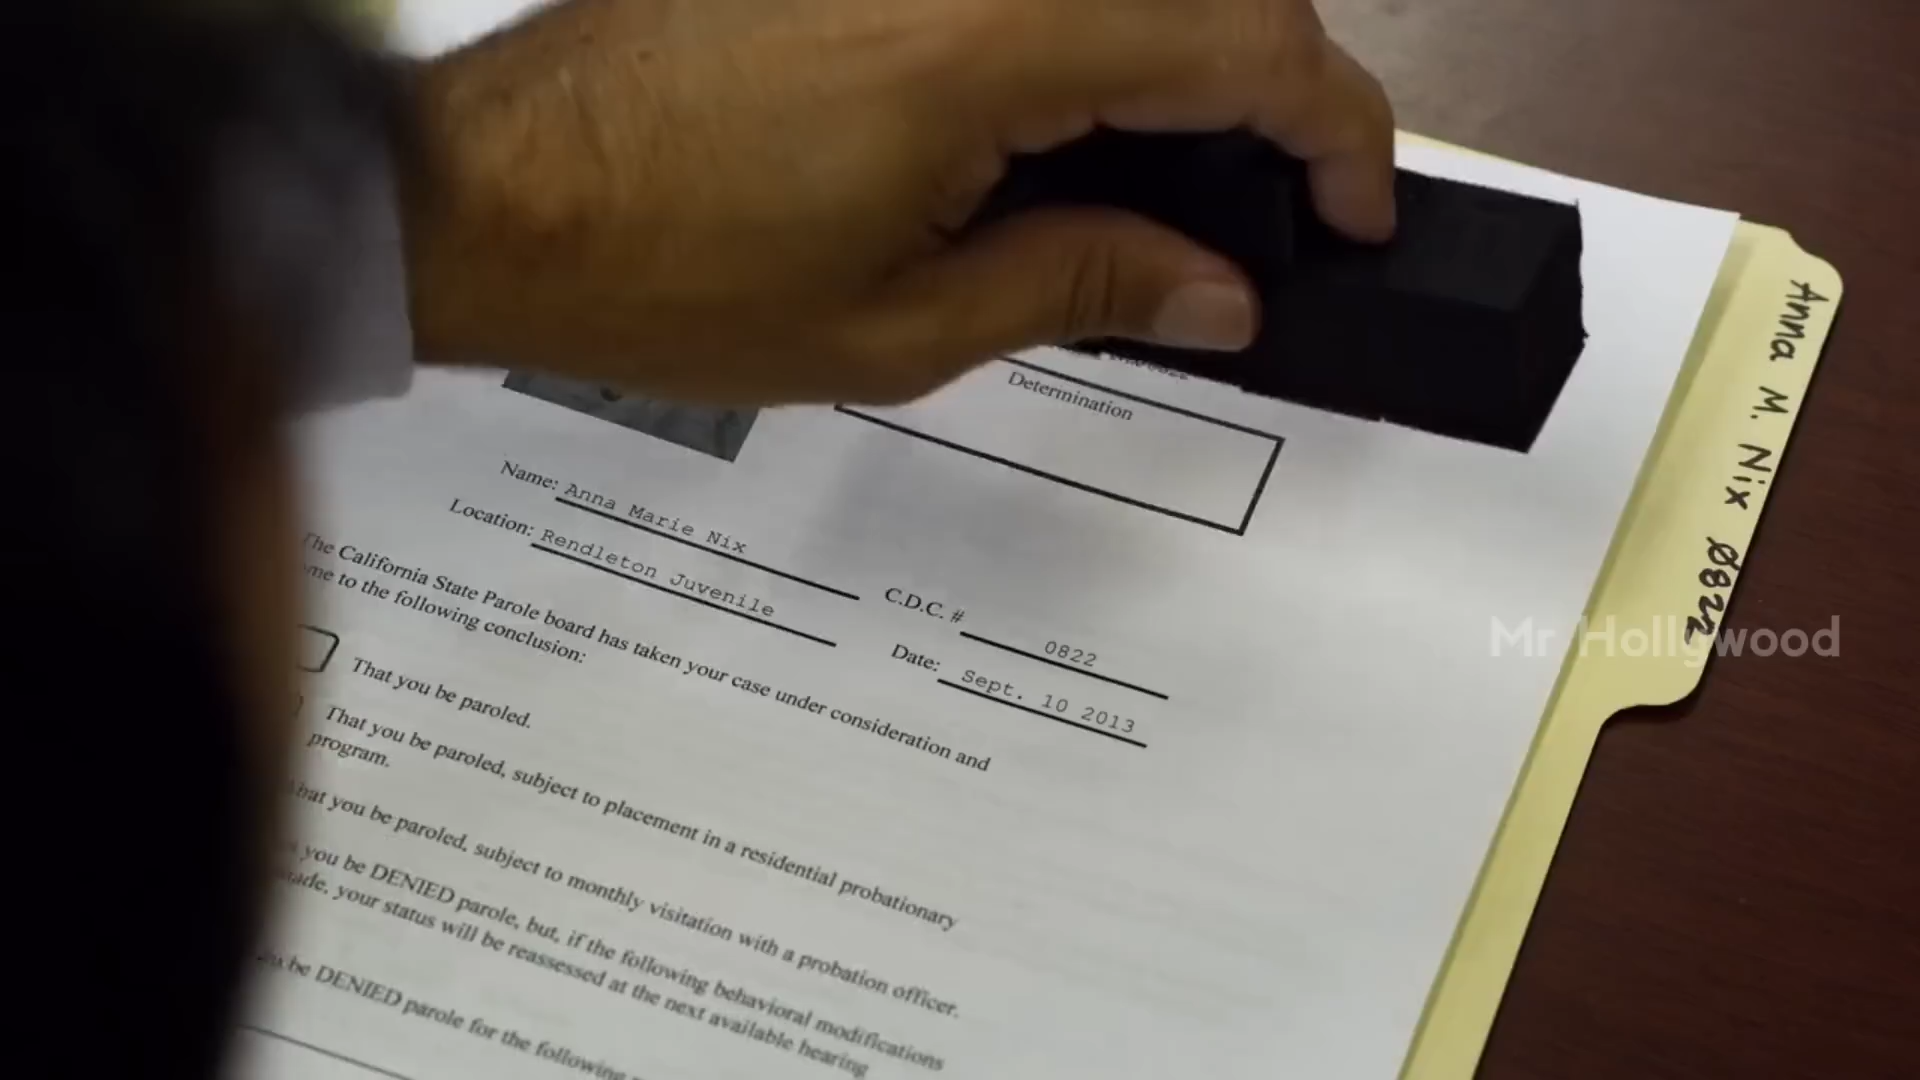 Determination
Name: Anna Marie Nix
Location: Rendleton Juvenile
C.D.C. # 0822
Date: Sept. 10 2013
The California State Parole board has taken your case under consideration and
to the following conclusion:
That you be paroled.
That you be paroled, subject to placement in a residential probationary
program.
that you be paroled, subject to monthly visitation with a probation officer.
you be DENIED parole, but, if the following behavioral modifications
made, your status will be reassessed at the next available hearing
be DENIED parole for the following
Anna M. Nix 0822
Mr Hollywood